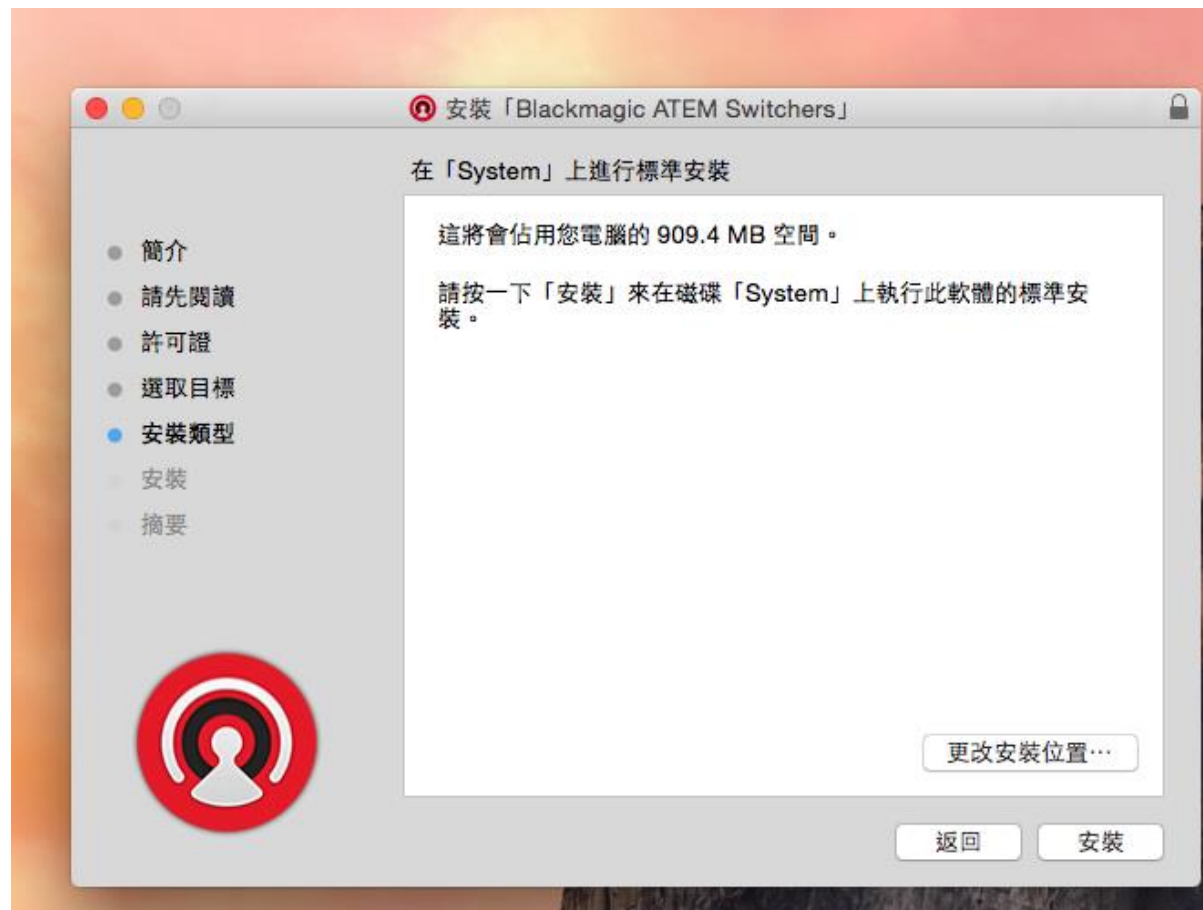 安裝「Blackmagic ATEM Switchers」
在「System」上進行標準安裝
簡介
請先閱讀
許可證
選取目標
安裝類型
安裝
摘要
這將會佔用您電腦的 909.4 MB 空間。
請按一下「安裝」來在磁碟「System」上執行此軟體的標準安
裝。
更改安裝位置⋯
返回
安裝